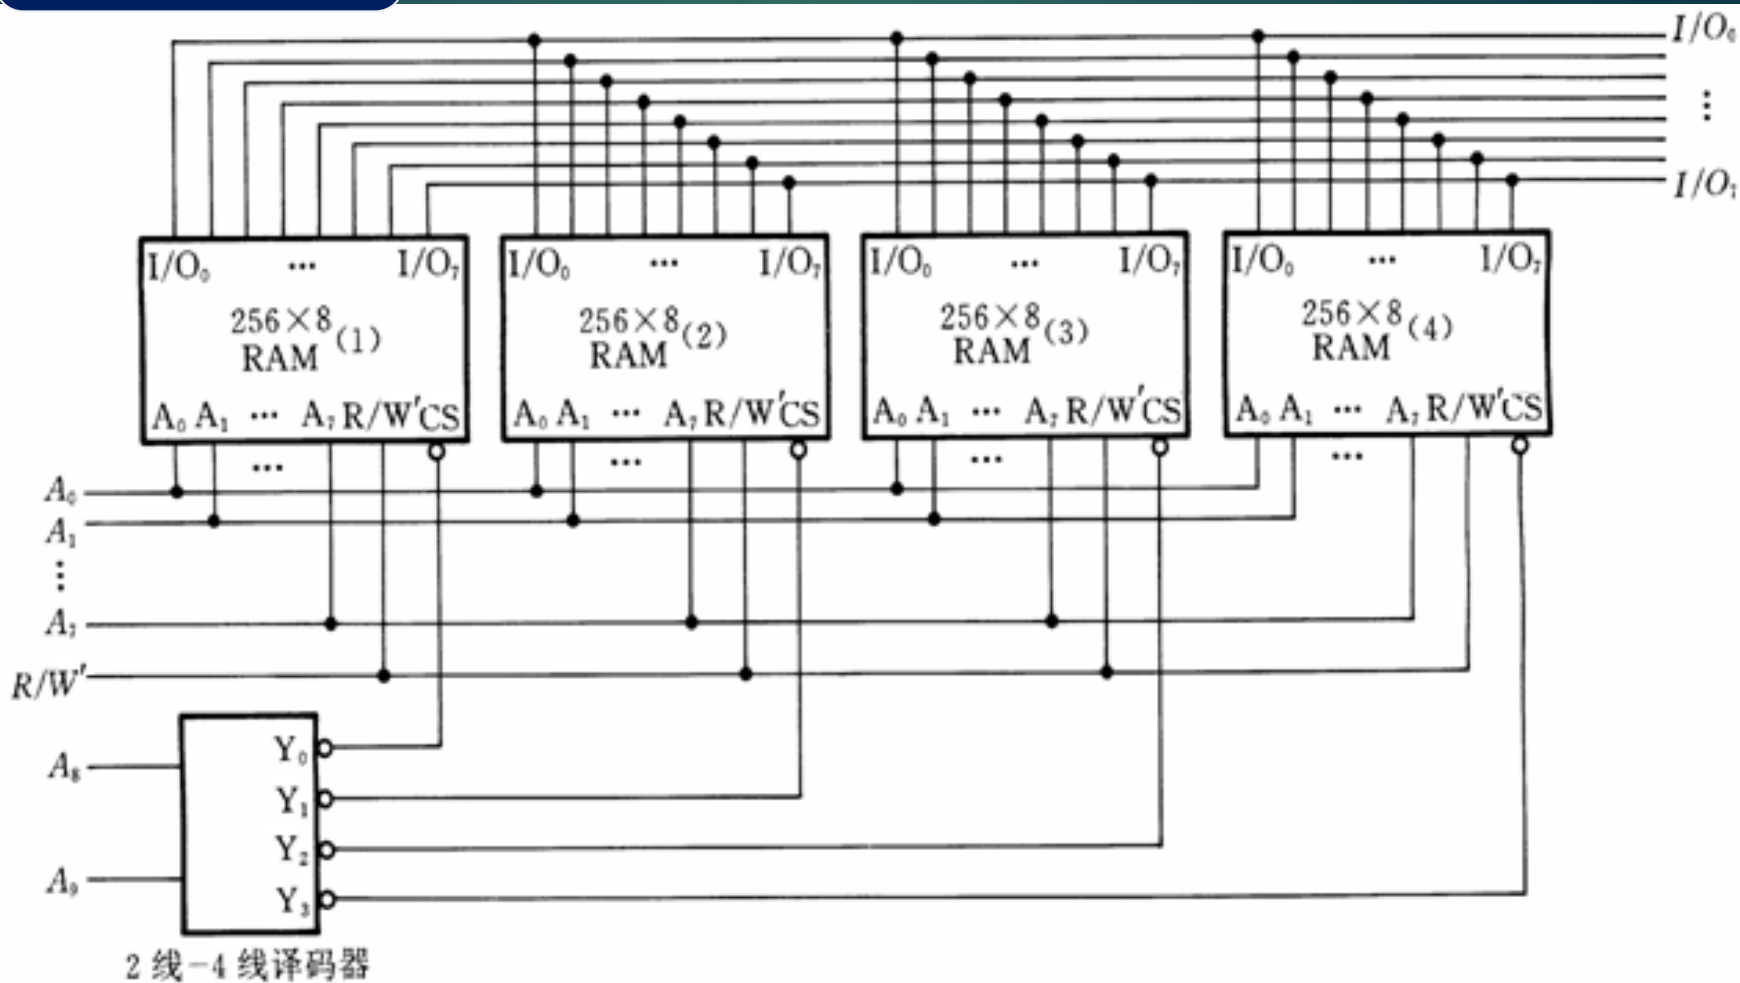 I/O₀
⋮
I/O₇
I/O₀ ··· I/O₇
256×8 (1)
RAM
A₀ A₁ ··· A₇ R/W′ CS
···
I/O₀ ··· I/O₇
256×8 (2)
RAM
A₀ A₁ ··· A₇ R/W′ CS
···
I/O₀ ··· I/O₇
256×8 (3)
RAM
A₀ A₁ ··· A₇ R/W′ CS
···
I/O₀ ··· I/O₇
256×8 (4)
RAM
A₀ A₁ ··· A₇ R/W′ CS
···
A₀
A₁
⋮
A₇
R/W′
A₈
A₉
Y₀
Y₁
Y₂
Y₃
2 线-4 线译码器